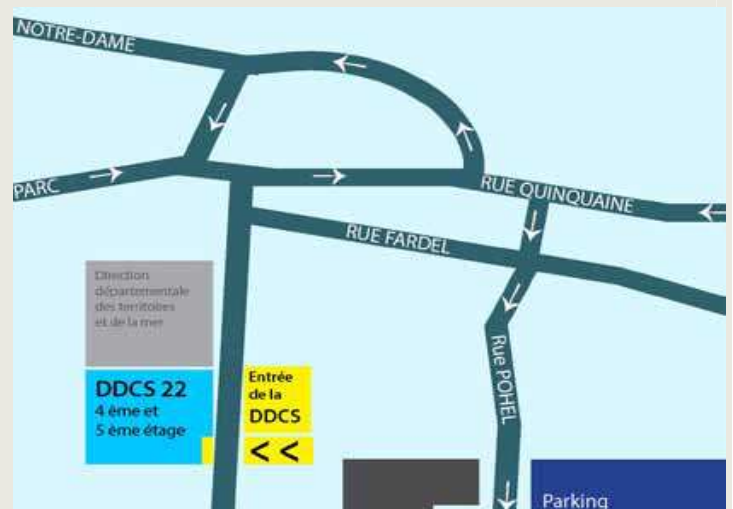 NOTRE-DAME
PARC
RUE QUINQUAINE
RUE FARDEL
Direction
départementale
des territoires
et de la mer
DDCS 22
4 ème et
5 ème étage
Entrée
de la
DDCS
< <
Rue POHEL
Parking